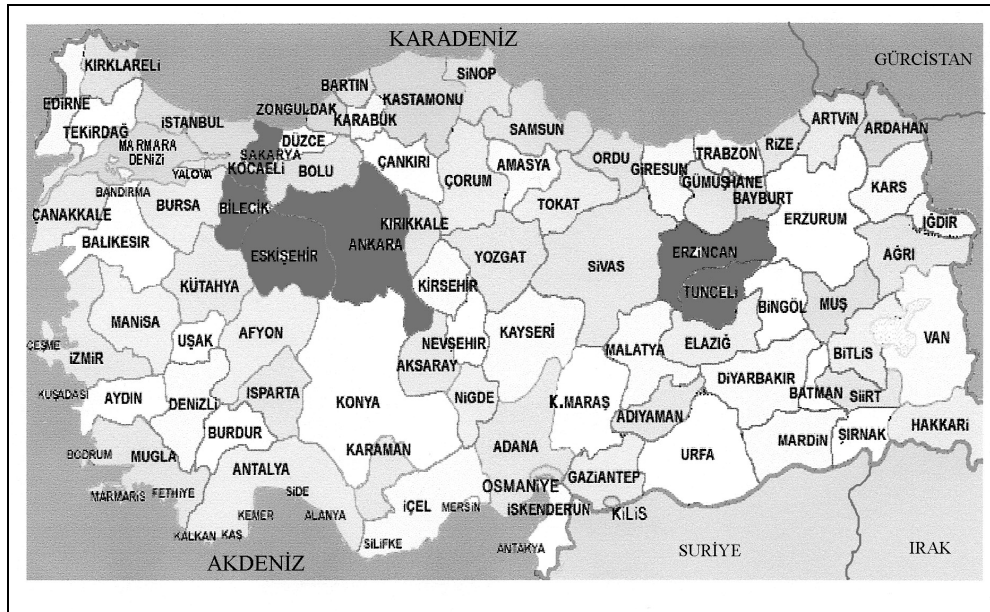 KARADENİZ
GÜRCİSTAN
KIRKLARELİ
SİNOP
BARTIN
KASTAMONU
EDİRNE
ZONGULDAK
ARTVİN
İSTANBUL
KARABÜK
SAMSUN
ARDAHAN
TEKİRDAĞ
DÜZCE
RİZE
MARMARA
DENİZİ
SAKARYA
KOCAELİ
BOLU
ÇANKIRI
AMASYA
ORDU
TRABZON
GİRESUN
YALOVA
ÇORUM
GÜMÜŞHANE
KARS
BANDIRMA
BURSA
BİLECİK
TOKAT
BAYBURT
ÇANAKKALE
KIRIKKALE
ERZURUM
IĞDIR
BALIKESIR
ANKARA
ERZİNCAN
ESKİŞEHİR
YOZGAT
SİVAS
AĞRI
KÜTAHYA
KİRSEHİR
TUNCELİ
BİNGÖL
MUŞ
MANİSA
AFYON
KAYSERİ
UŞAK
NEVŞEHİR
MALATYA
ELAZIĞ
VAN
ÇEŞME
İZMİR
AKSARAY
BİTLİS
DİYARBAKIR
KUŞADASI
AYDIN
DENİZLİ
ISPARTA
KONYA
NİGDE
K.MARAŞ
BATMAN
SİİRT
ADIYAMAN
BURDUR
HAKKARİ
MARDİN
ŞIRNAK
BODRUM
MUGLA
KARAMAN
ADANA
URFA
ANTALYA
GAZİANTEP
MARMARİS
FETHİYE
SİDE
OSMANİYE
KEMER
ALANYA
İÇEL
MERSİN
İSKENDERUN
KİLİS
KALKAN
KAŞ
SİLİFKE
ANTAKYA
SURİYE
IRAK
AKDENİZ